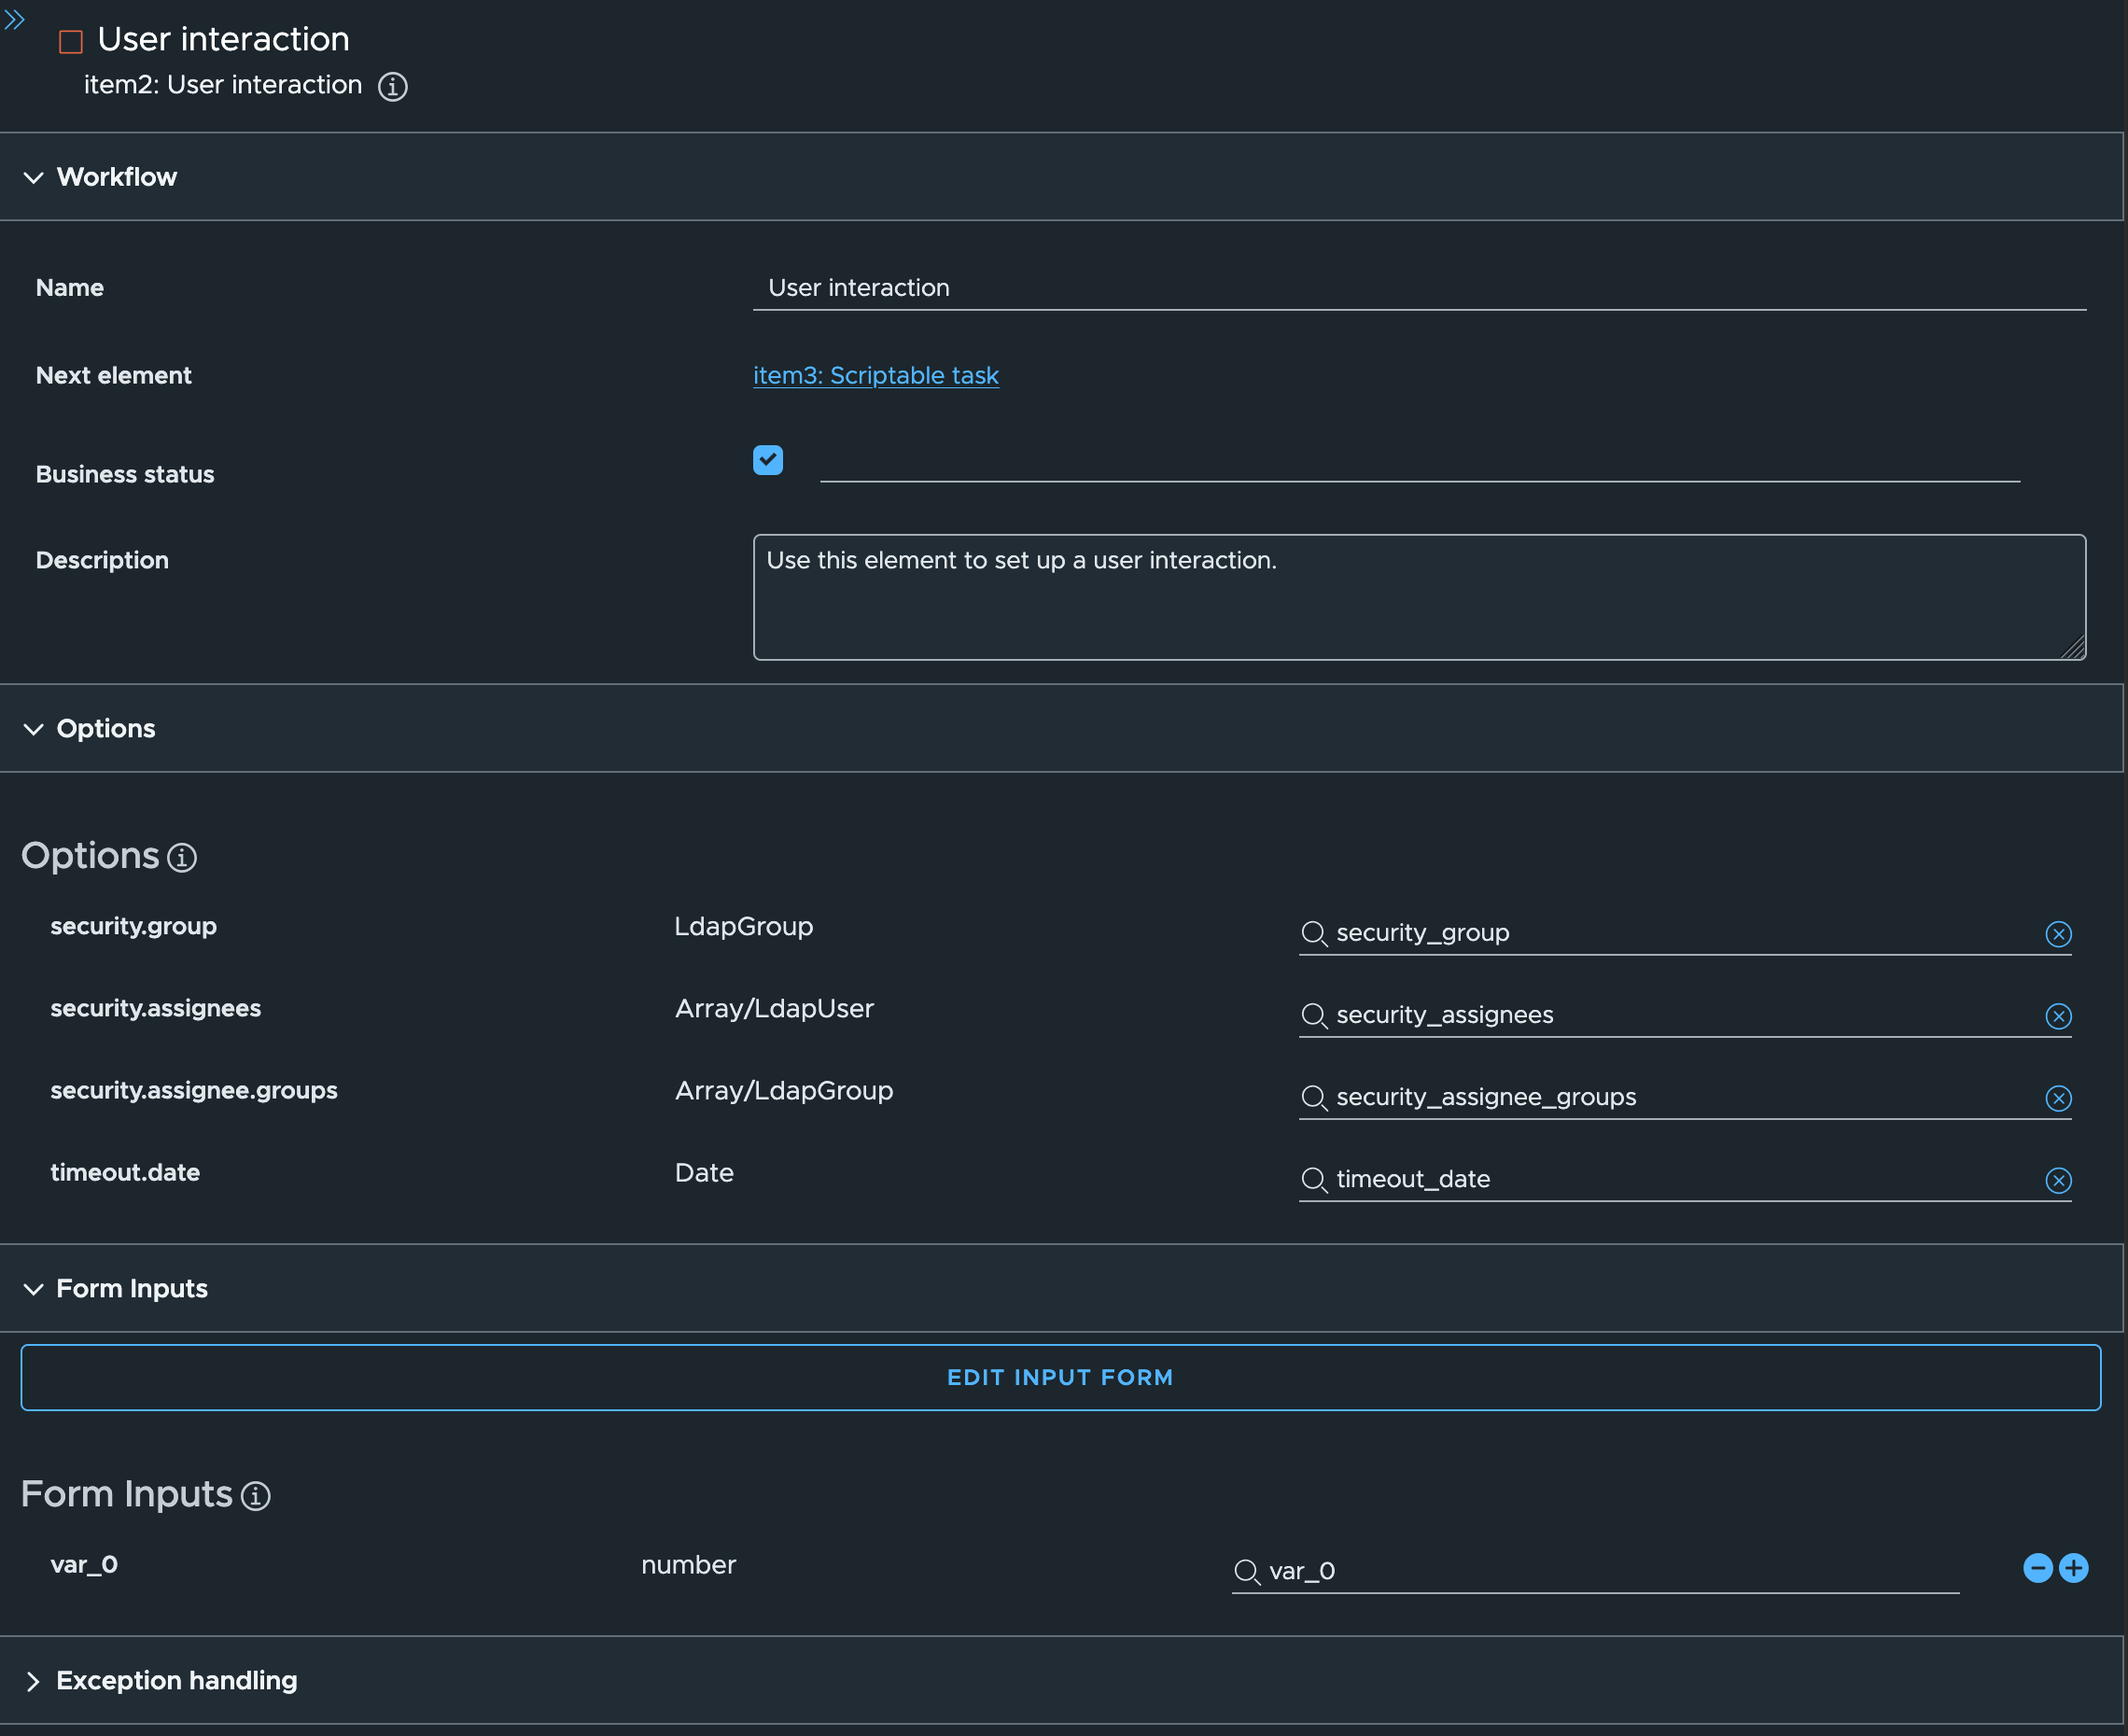 User interaction
item2: User interaction
Workflow
Name User interaction
Next element item3: Scriptable task
Business status
Description Use this element to set up a user interaction.
Options
Options
security.group LdapGroup security_group
security.assignees Array/LdapUser security_assignees
security.assignee.groups Array/LdapGroup security_assignee_groups
timeout.date Date timeout_date
Form Inputs
EDIT INPUT FORM
Form Inputs
var_0 number var_0
Exception handling